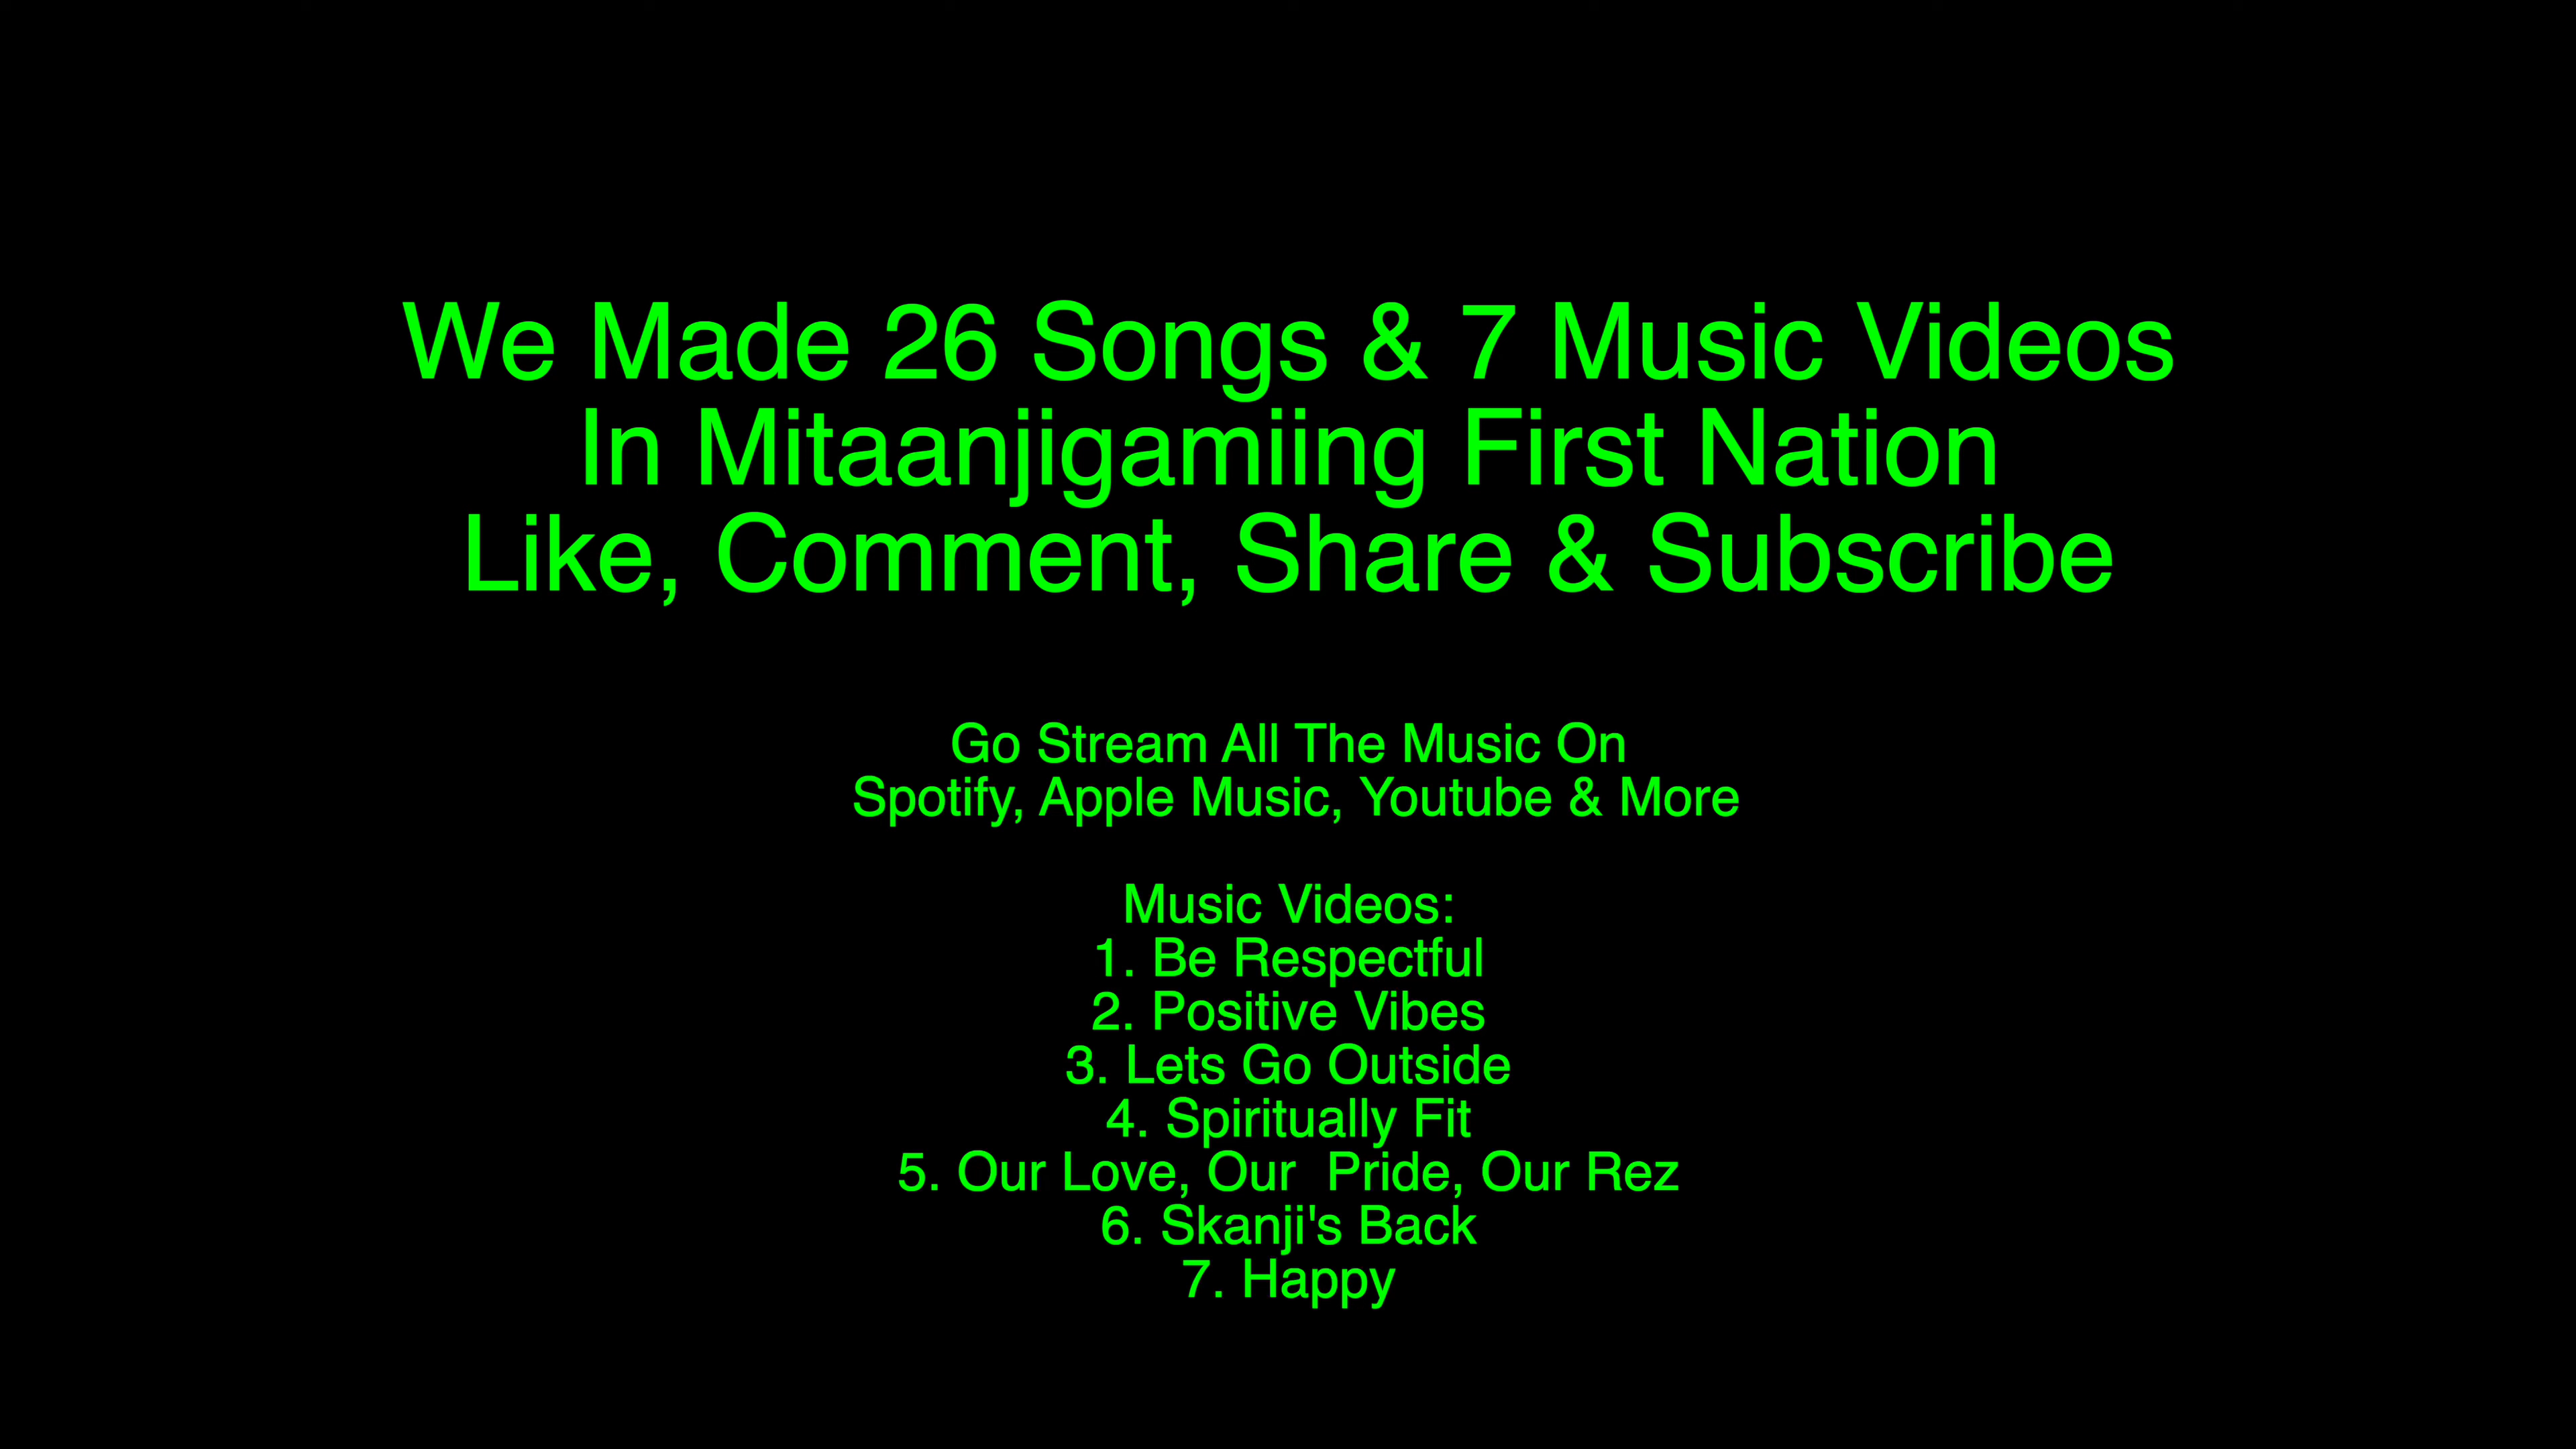 We Made 26 Songs & 7 Music Videos
In Mitaanjigamiing First Nation
Like, Comment, Share & Subscribe
Go Stream All The Music On
Spotify, Apple Music, Youtube & More
Music Videos:
1. Be Respectful
2. Positive Vibes
3. Lets Go Outside
4. Spiritually Fit
5. Our Love, Our  Pride, Our Rez
6. Skanji's Back
7. Happy